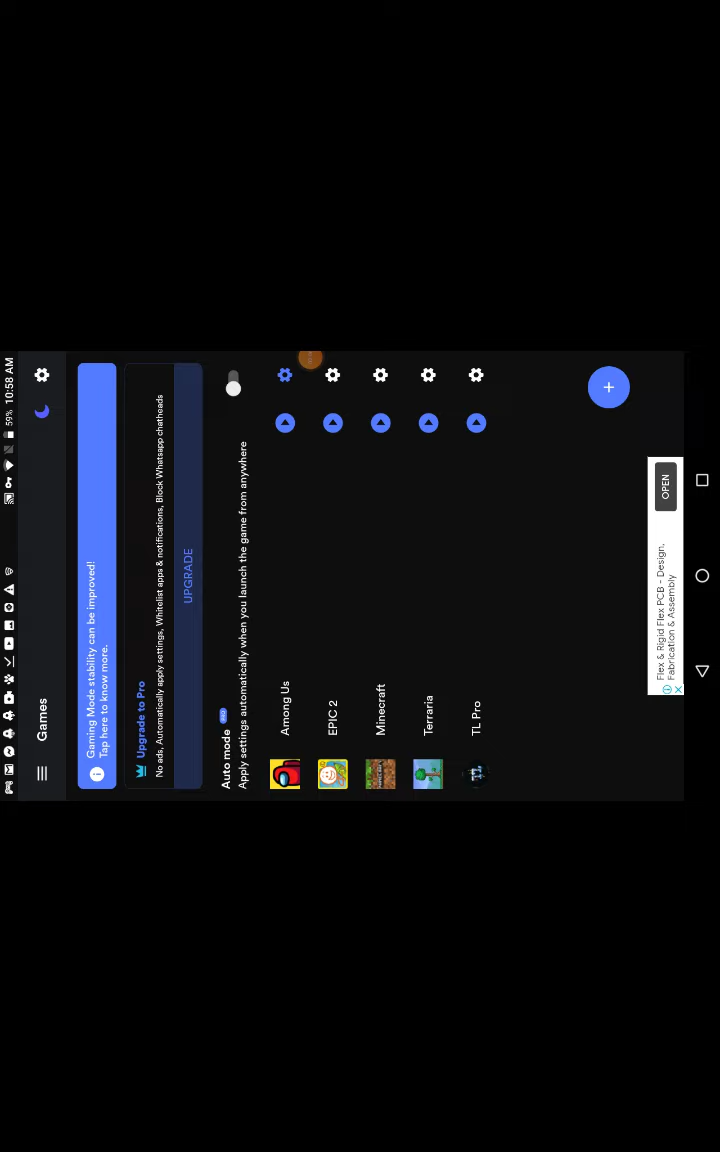 59% 10:58 AM
Games
Gaming Mode stability can be improved!
Tap here to know more.
Upgrade to Pro
No ads, Automatically apply settings, Whitelist apps & notifications, Block Whatsapp chatheads
UPGRADE
Auto mode PRO
Apply settings automatically when you launch the game from anywhere
Among Us
EPIC 2
Minecraft
Terraria
TL Pro
+
Flex & Rigid Flex PCB - Design,
Fabrication & Assembly
OPEN